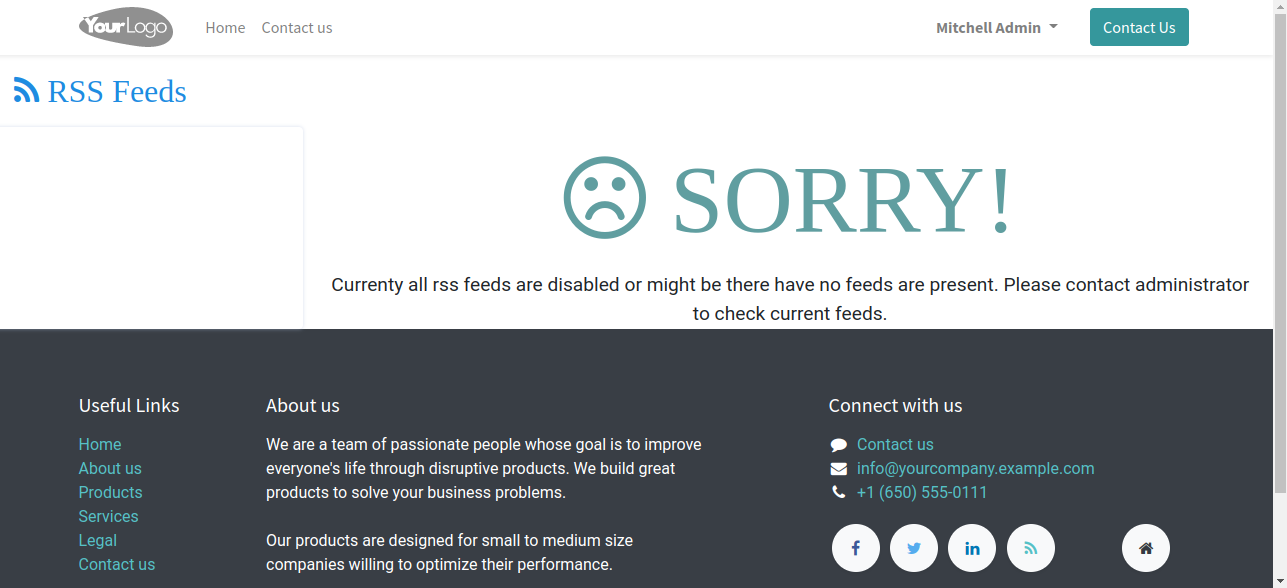 YourLogo
Home
Contact us
Mitchell Admin
Contact Us
RSS Feeds
SORRY!
Currenty all rss feeds are disabled or might be there have no feeds are present. Please contact administrator
to check current feeds.
Useful Links
Home
About us
Products
Services
Legal
Contact us
About us
We are a team of passionate people whose goal is to improve
everyone's life through disruptive products. We build great
products to solve your business problems.
Our products are designed for small to medium size
companies willing to optimize their performance.
Connect with us
Contact us
info@yourcompany.example.com
+1 (650) 555-0111